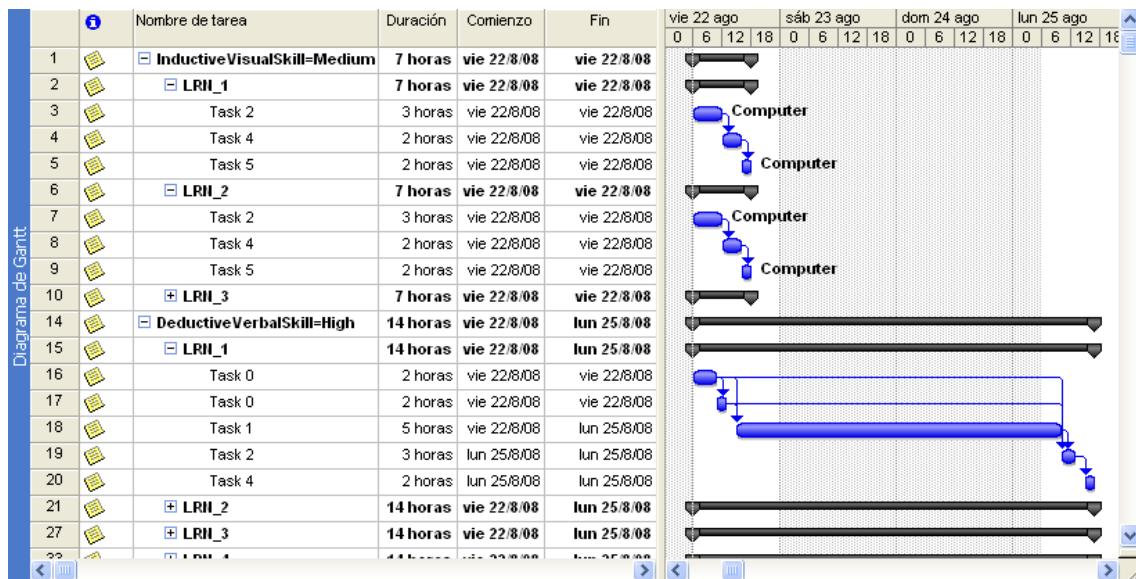 Nombre de tarea Duración Comienzo Fin vie 22 ago sáb 23 ago dom 24 ago lun 25 ago
0 6 12 18 0 6 12 18 0 6 12 18 0 6 12 18
1 InductiveVisualSkill=Medium 7 horas vie 22/8/08 vie 22/8/08
2 LRN_1 7 horas vie 22/8/08 vie 22/8/08
3 Task 2 3 horas vie 22/8/08 vie 22/8/08 Computer
4 Task 4 2 horas vie 22/8/08 vie 22/8/08
5 Task 5 2 horas vie 22/8/08 vie 22/8/08 Computer
6 LRN_2 7 horas vie 22/8/08 vie 22/8/08
7 Task 2 3 horas vie 22/8/08 vie 22/8/08 Computer
8 Task 4 2 horas vie 22/8/08 vie 22/8/08
9 Task 5 2 horas vie 22/8/08 vie 22/8/08 Computer
10 LRN_3 7 horas vie 22/8/08 vie 22/8/08
14 DeductiveVerbalSkill=High 14 horas vie 22/8/08 lun 25/8/08
15 LRN_1 14 horas vie 22/8/08 lun 25/8/08
16 Task 0 2 horas vie 22/8/08 vie 22/8/08
17 Task 0 2 horas vie 22/8/08 vie 22/8/08
18 Task 1 5 horas vie 22/8/08 lun 25/8/08
19 Task 2 3 horas lun 25/8/08 lun 25/8/08
20 Task 4 2 horas lun 25/8/08 lun 25/8/08
21 LRN_2 14 horas vie 22/8/08 lun 25/8/08
27 LRN_3 14 horas vie 22/8/08 lun 25/8/08
Diagrama de Gantt